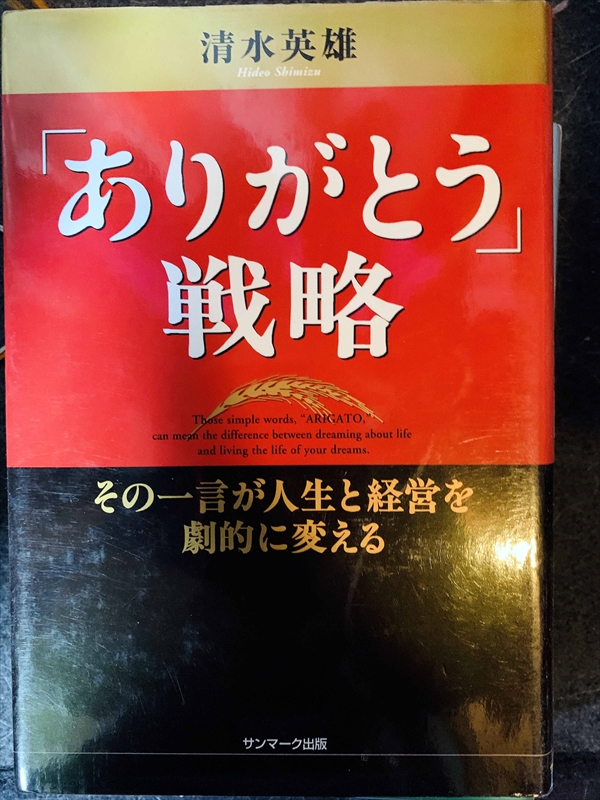 清水英雄
Hideo Shimizu
「ありがとう」
戦略
Those simple words, "ARIGATO,"
can mean the difference between dreaming about life
and living the life of your dreams.
その一言が人生と経営を
劇的に変える
サンマーク出版